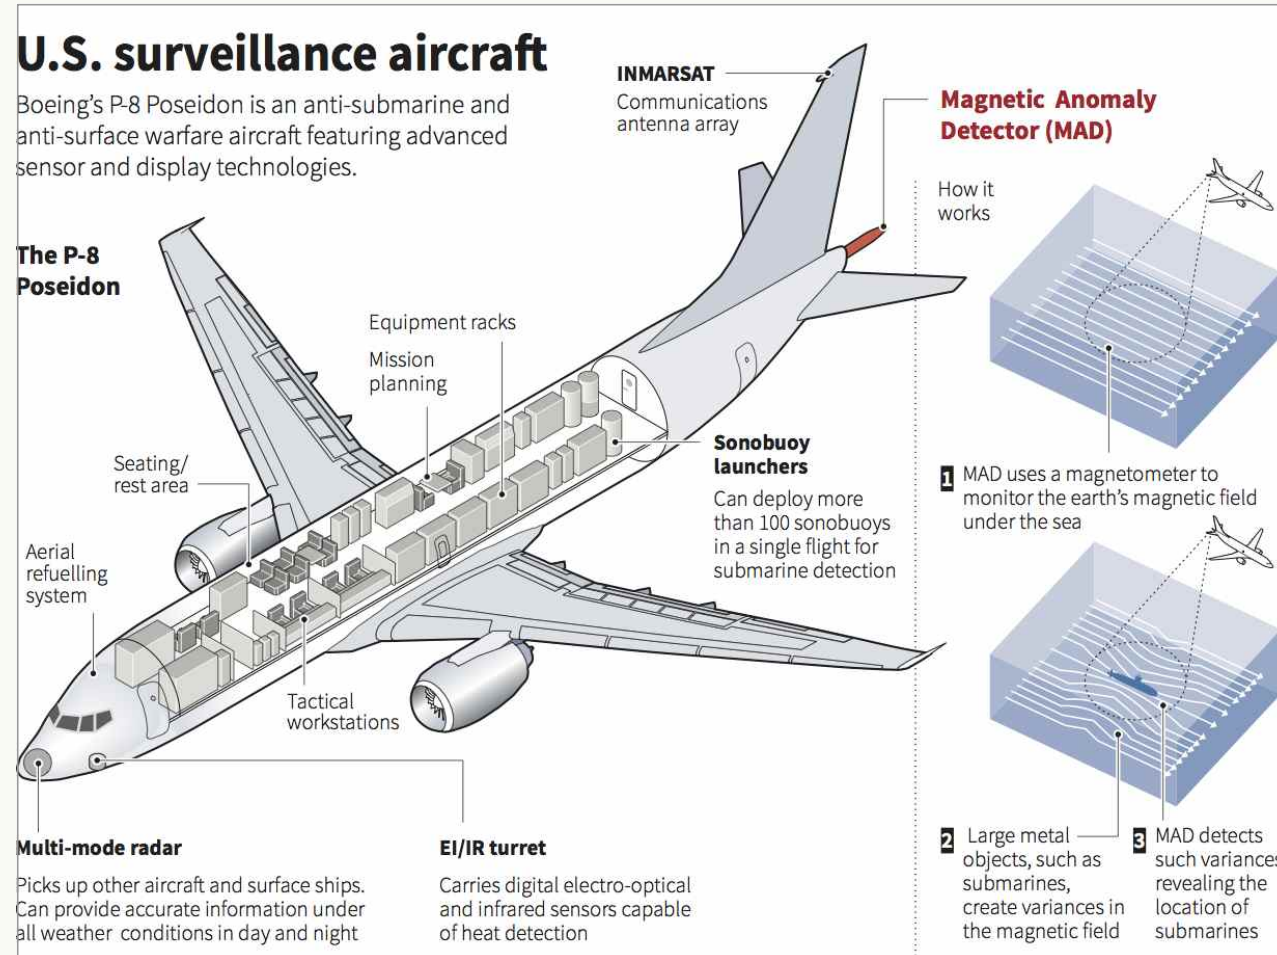 U.S. surveillance aircraft
Boeing's P-8 Poseidon is an anti-submarine and
anti-surface warfare aircraft featuring advanced
sensor and display technologies.
The P-8
Poseidon
INMARSAT
Communications
antenna array
Magnetic Anomaly
Detector (MAD)
How it
works
Equipment racks
Mission
planning
Seating/
rest area
Aerial
refuelling
system
Sonobuoy
launchers
Can deploy more
than 100 sonobuoys
in a single flight for
submarine detection
Tactical
workstations
Multi-mode radar
Picks up other aircraft and surface ships.
Can provide accurate information under
all weather conditions in day and night
EI/IR turret
Carries digital electro-optical
and infrared sensors capable
of heat detection
1 MAD uses a magnetometer to
monitor the earth's magnetic field
under the sea
2 Large metal
objects, such as
submarines,
create variances in
the magnetic field
3 MAD detects
such variances
revealing the
location of
submarines